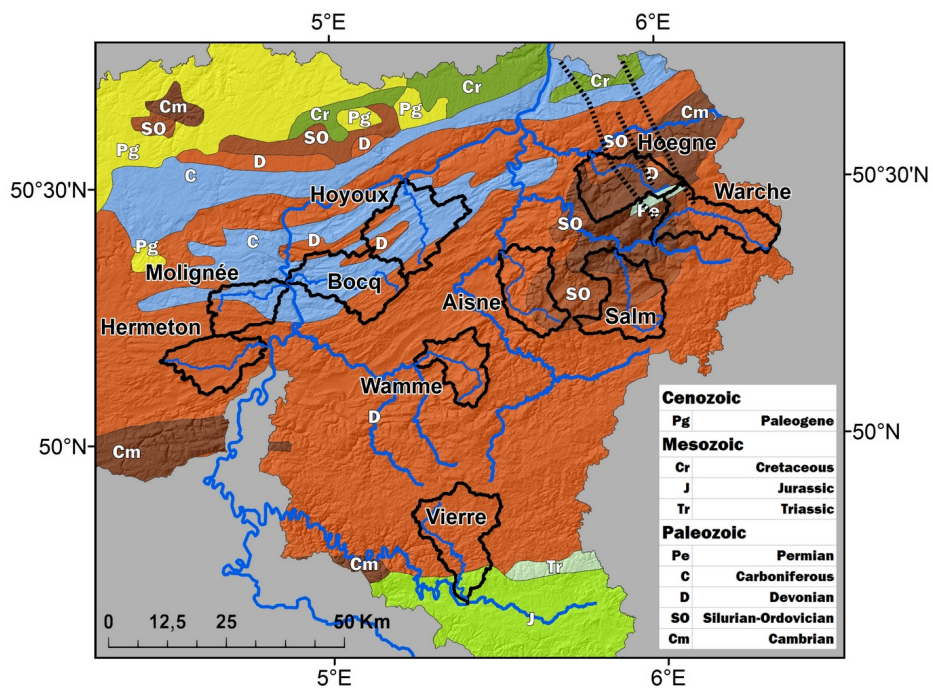 5°E 6°E
Cr
Cr
Cm
Cr Pg Pg
Cm
SO
SO
SO
Hoegne
Pg
D
D
D
50°30'N
C
50°30'N
Hoyoux
Warche
Pe
SO
C D D
Pg
Molignée
Bocq
Aisne
SO
Salm
Hermeton
Wamme
D
Cenozoic
Pg Paleogene
Mesozoic
50°N
Cm
50°N
Cr Cretaceous
J Jurassic
Tr Triassic
Vierre
Paleozoic
Pe Permian
Cm
Tr
C Carboniferous
D Devonian
J
SO Silurian-Ordovician
Cm Cambrian
0 12,5 25 50 Km
5°E 6°E